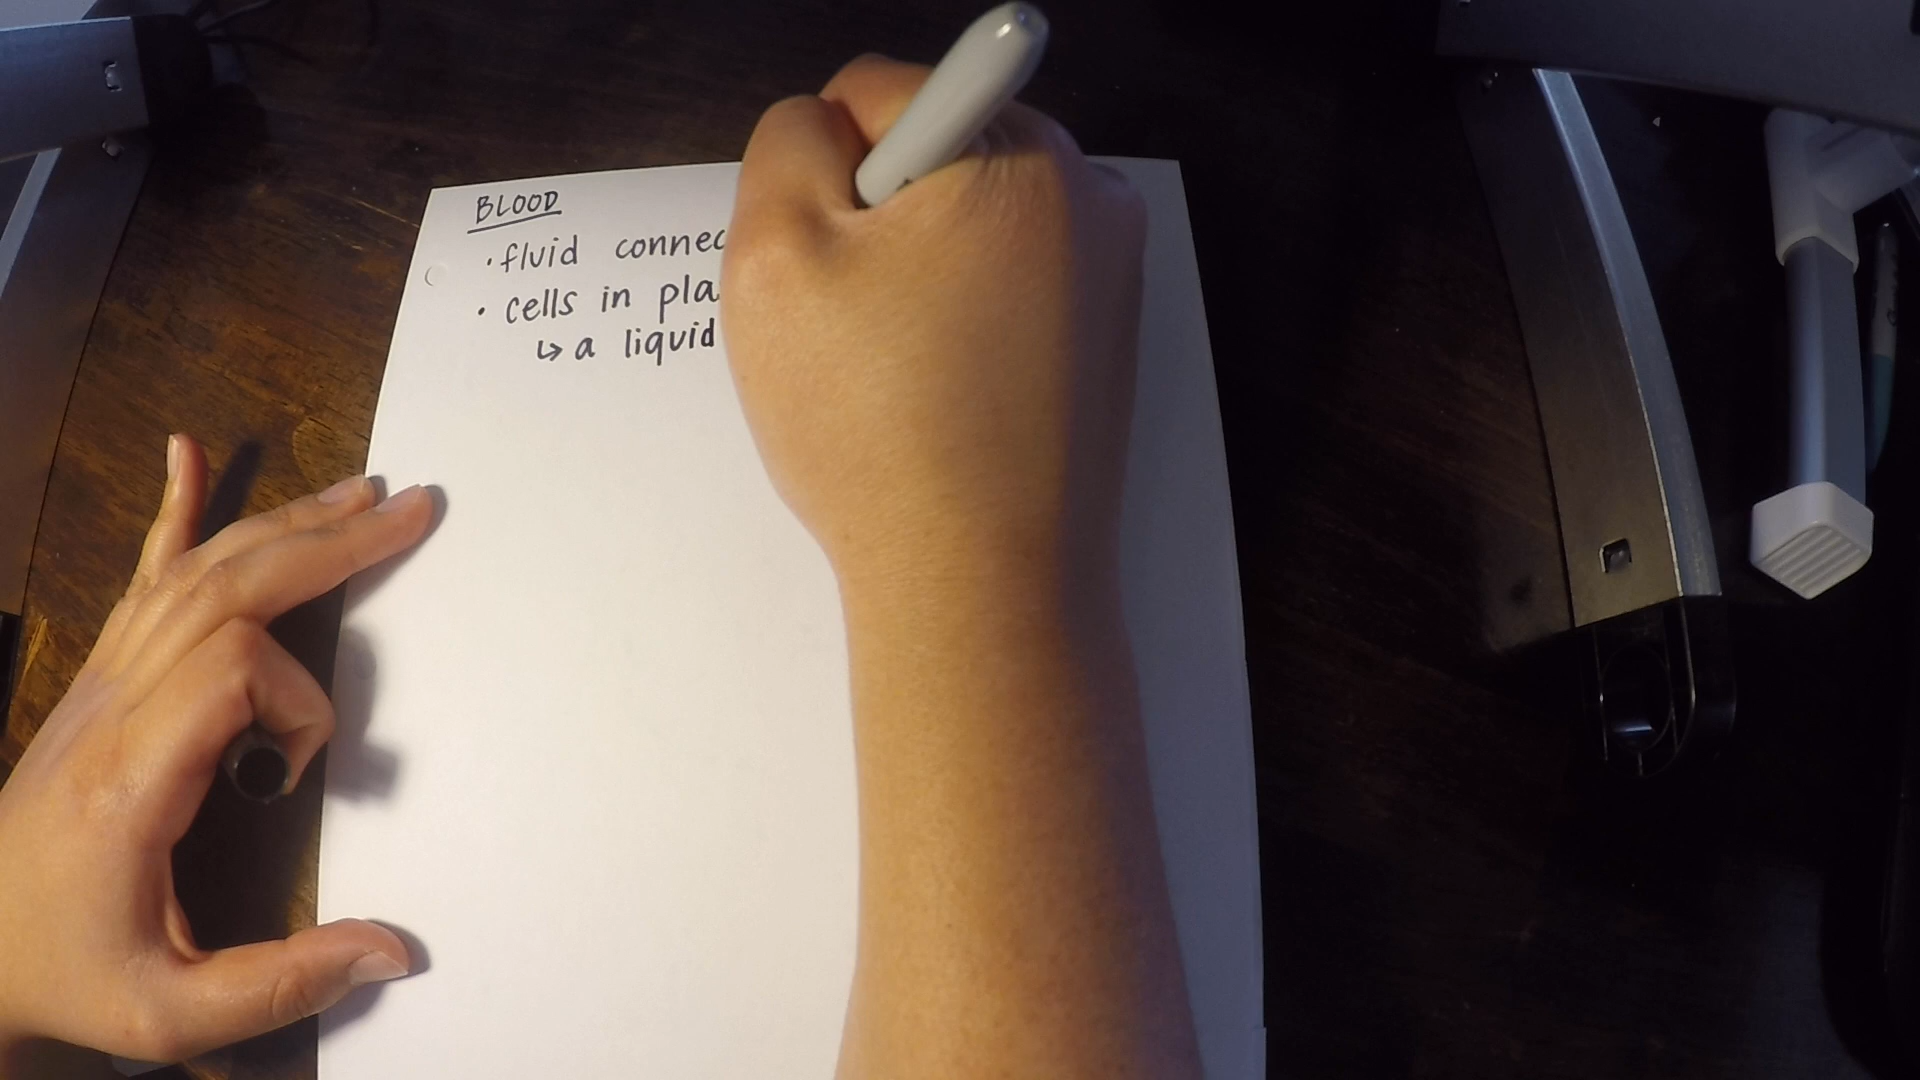 BLOOD
• fluid connec
• cells in pla
↳ a liquid